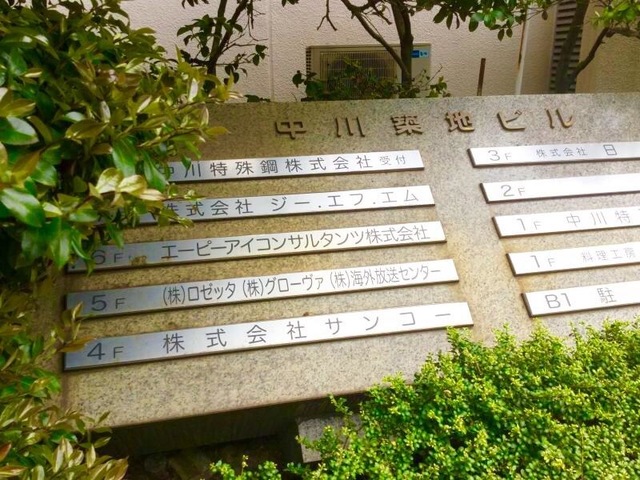 中川築地ビル
中川特殊鋼株式会社 受付
株式会社 ジー.エフ.エム
6F エーピーアイコンサルタンツ株式会社
5F (株)ロゼッタ (株)グローヴァ (株)海外放送センター
4F 株式会社サンコー
3F 株式会社 日
2F
1F 中川特
1F 料理工房
B1 駐